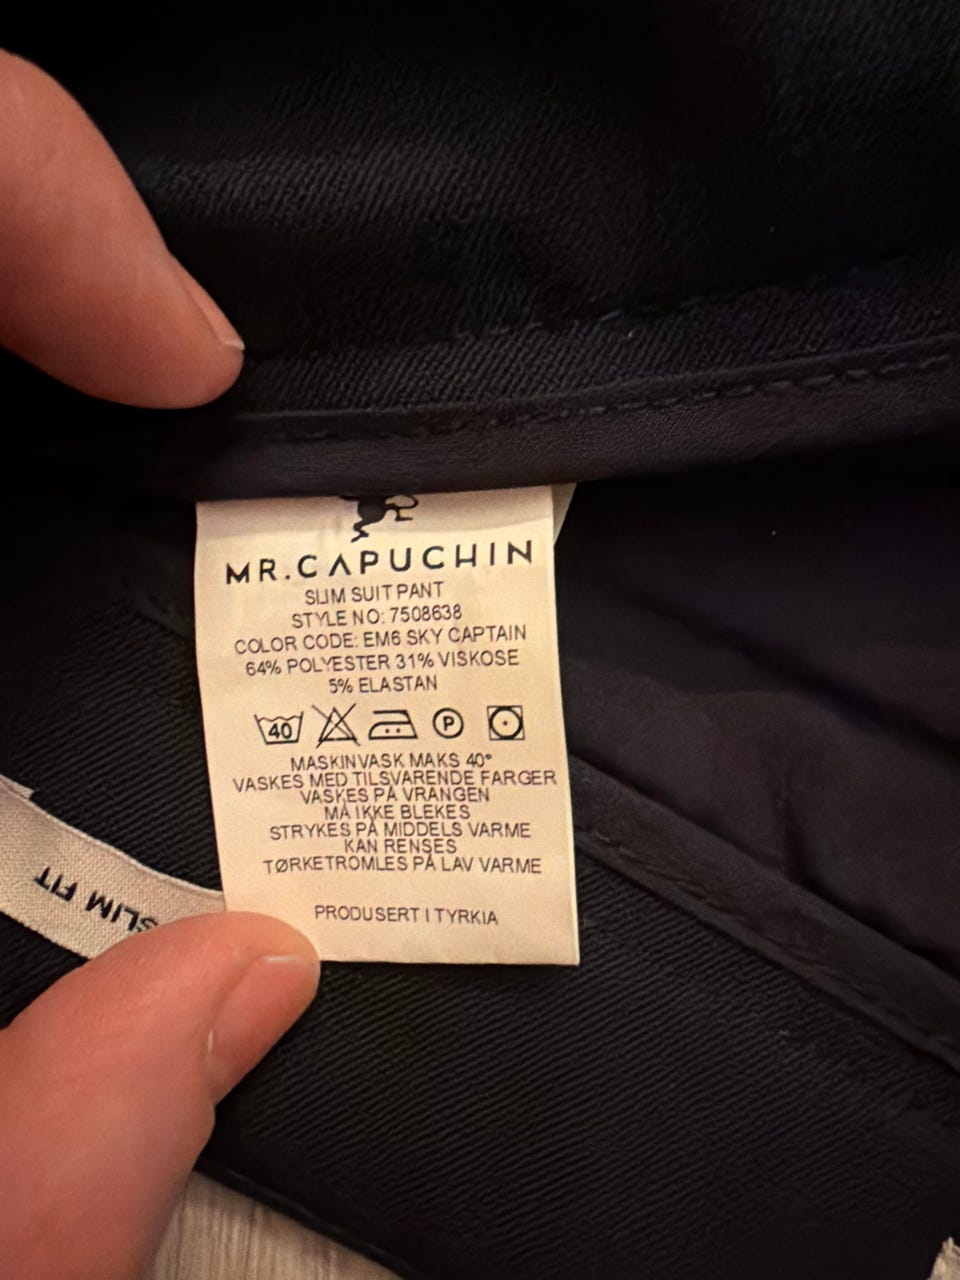 MR.CAPUCHIN
SLIM SUIT PANT
STYLE NO: 7508638
COLOR CODE: EM6 SKY CAPTAIN
64% POLYESTER 31% VISKOSE
5% ELASTAN
40 P
MASKINVASK MAKS 40°
VASKES MED TILSVARENDE FARGER
VASKES PÅ VRANGEN
MÅ IKKE BLEKES
STRYKES PÅ MIDDELS VARME
KAN RENSES
TØRKETROMLES PÅ LAV VARME
PRODUSERT I TYRKIA
SLIM FIT